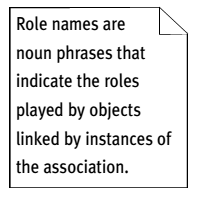 Role names are
noun phrases that
indicate the roles
played by objects
linked by instances of
the association.